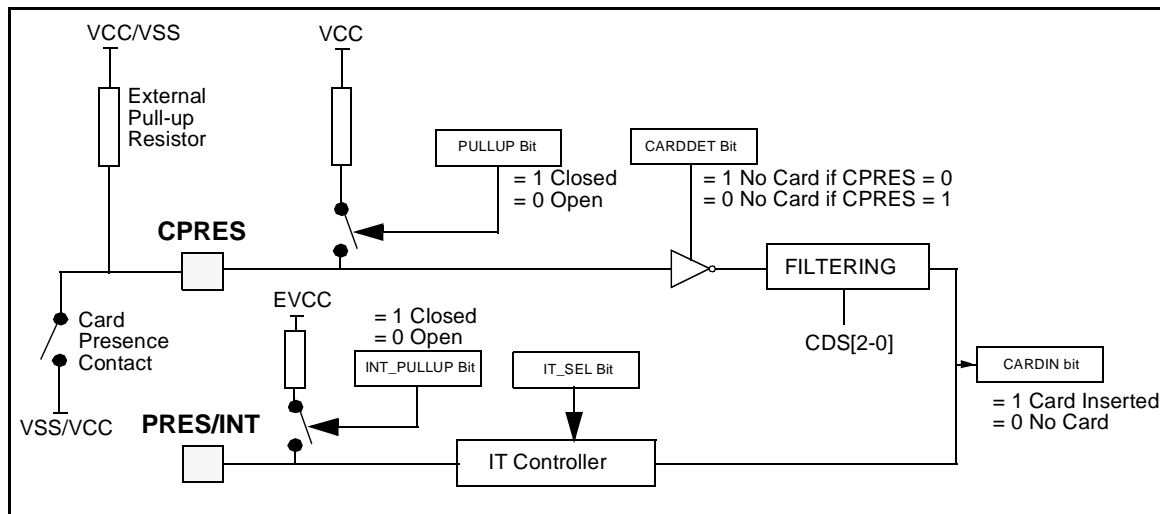 VCC/VSS
VCC
External
Pull-up
Resistor
PULLUP Bit
= 1 Closed
= 0 Open
CARDDET Bit
= 1 No Card if CPRES = 0
= 0 No Card if CPRES = 1
CPRES
FILTERING
CDS[2-0]
EVCC
= 1 Closed
= 0 Open
Card
Presence
Contact
INT_PULLUP Bit
IT_SEL Bit
CARDIN bit
= 1 Card Inserted
= 0 No Card
VSS/VCC
PRES/INT
IT Controller